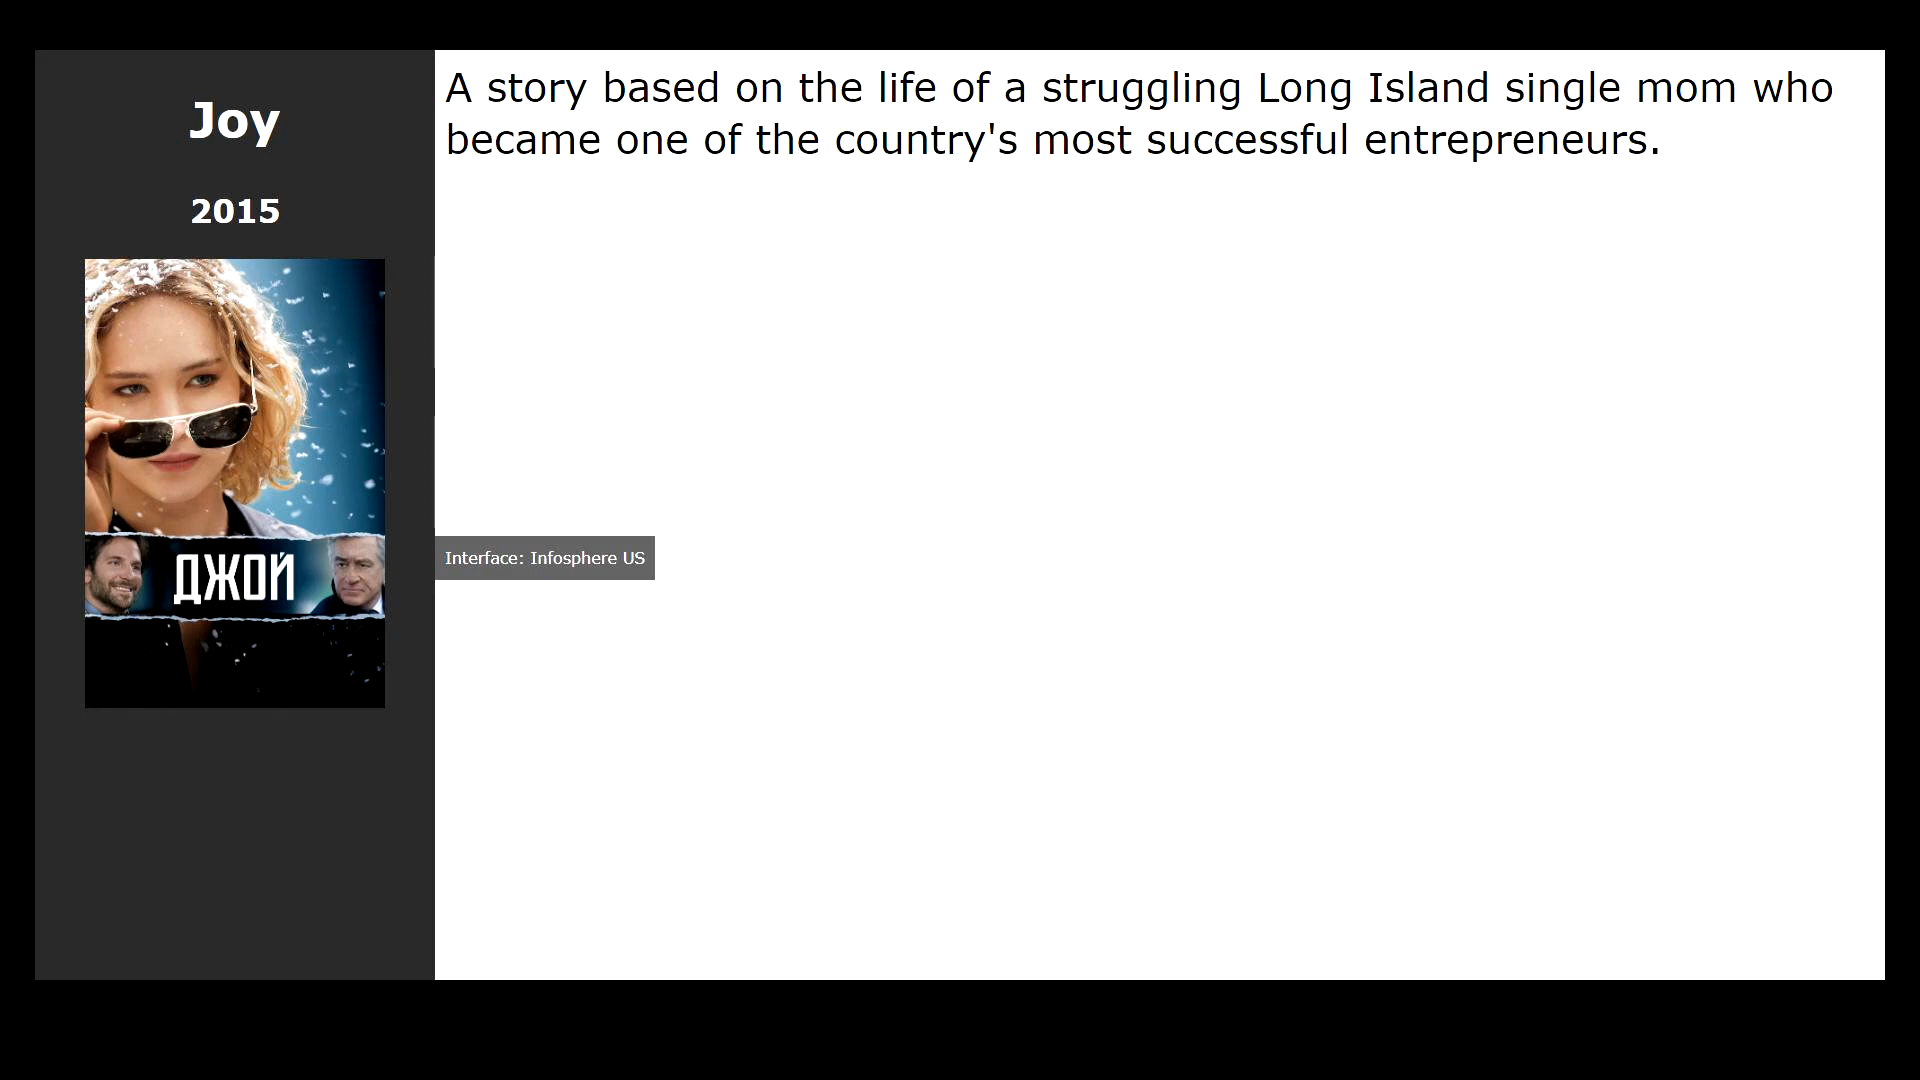 Joy
2015
ДЖОЙ
A story based on the life of a struggling Long Island single mom who
became one of the country's most successful entrepreneurs.
Interface: Infosphere US